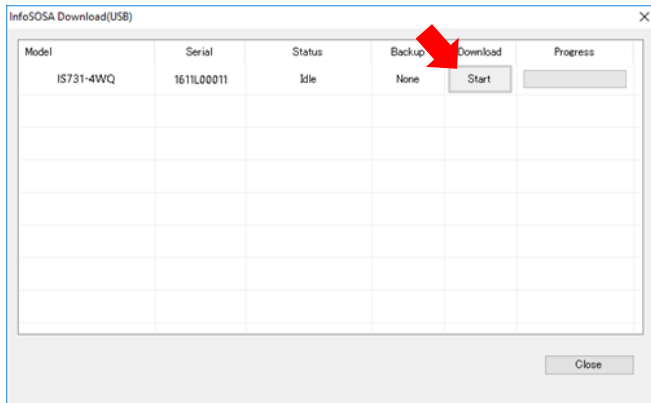 InfoSOSA Download(USB)
Model Serial Status Backup Download Progress
IS731-4WQ 1611L00011 Idle None Start
Close